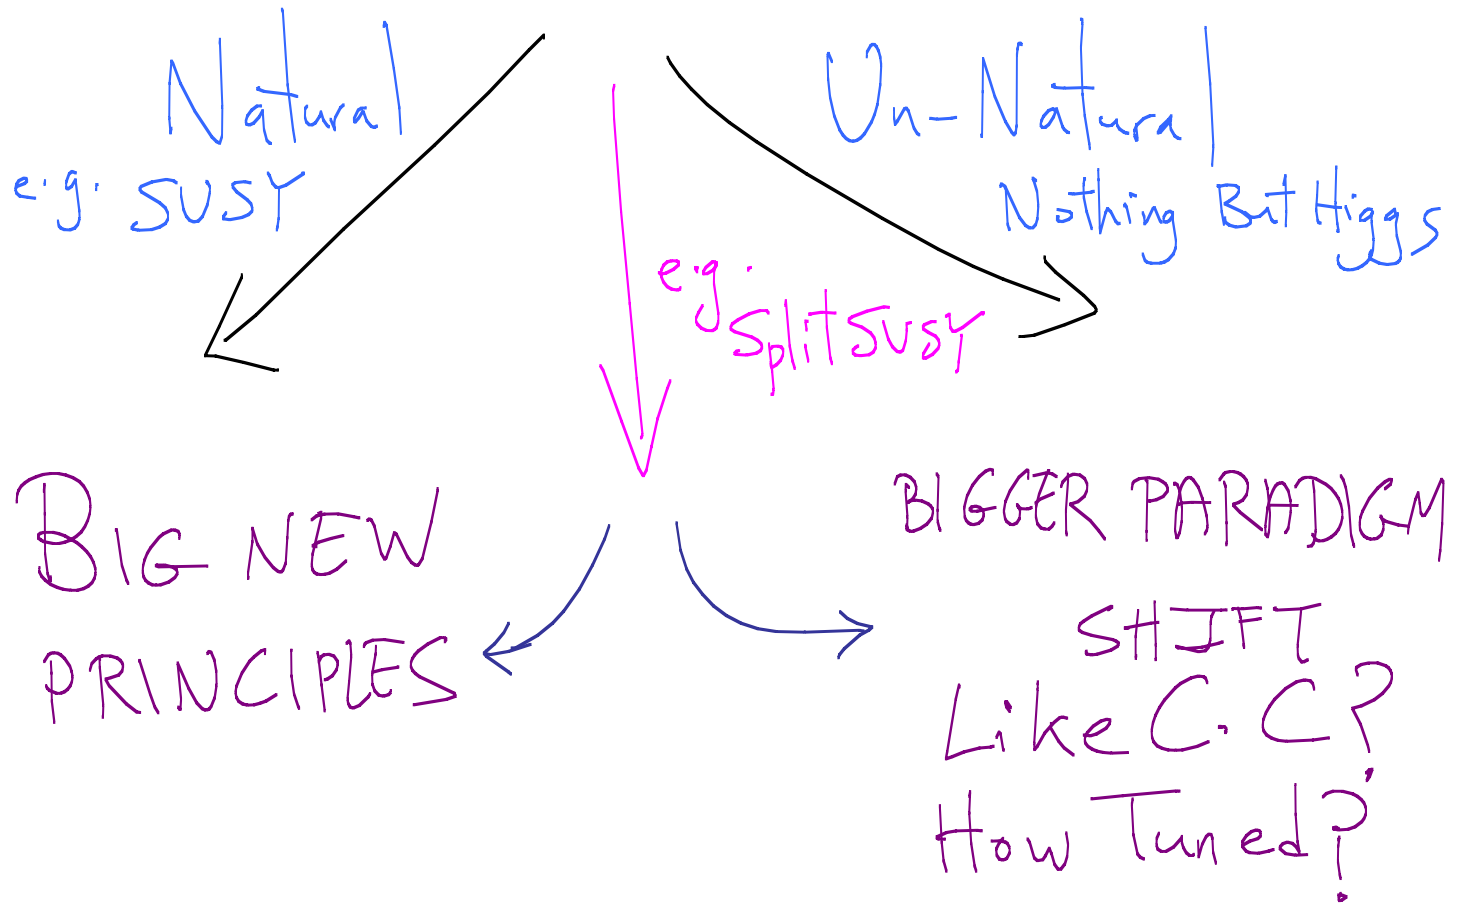 Natural
e.g. SUSY
Un-Natural
Nothing But Higgs
e.g.
Split SUSY
BIG NEW
PRINCIPLES
BIGGER PARADIGM
SHIFT
Like C.C?
How Tuned?